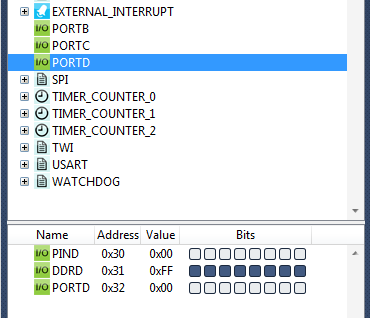 EXTERNAL_INTERRUPT
I/O PORTB
I/O PORTC
I/O PORTD
SPI
TIMER_COUNTER_0
TIMER_COUNTER_1
TIMER_COUNTER_2
TWI
USART
WATCHDOG
Name Address Value Bits
I/O PIND 0x30 0x00
I/O DDRD 0x31 0xFF
I/O PORTD 0x32 0x00